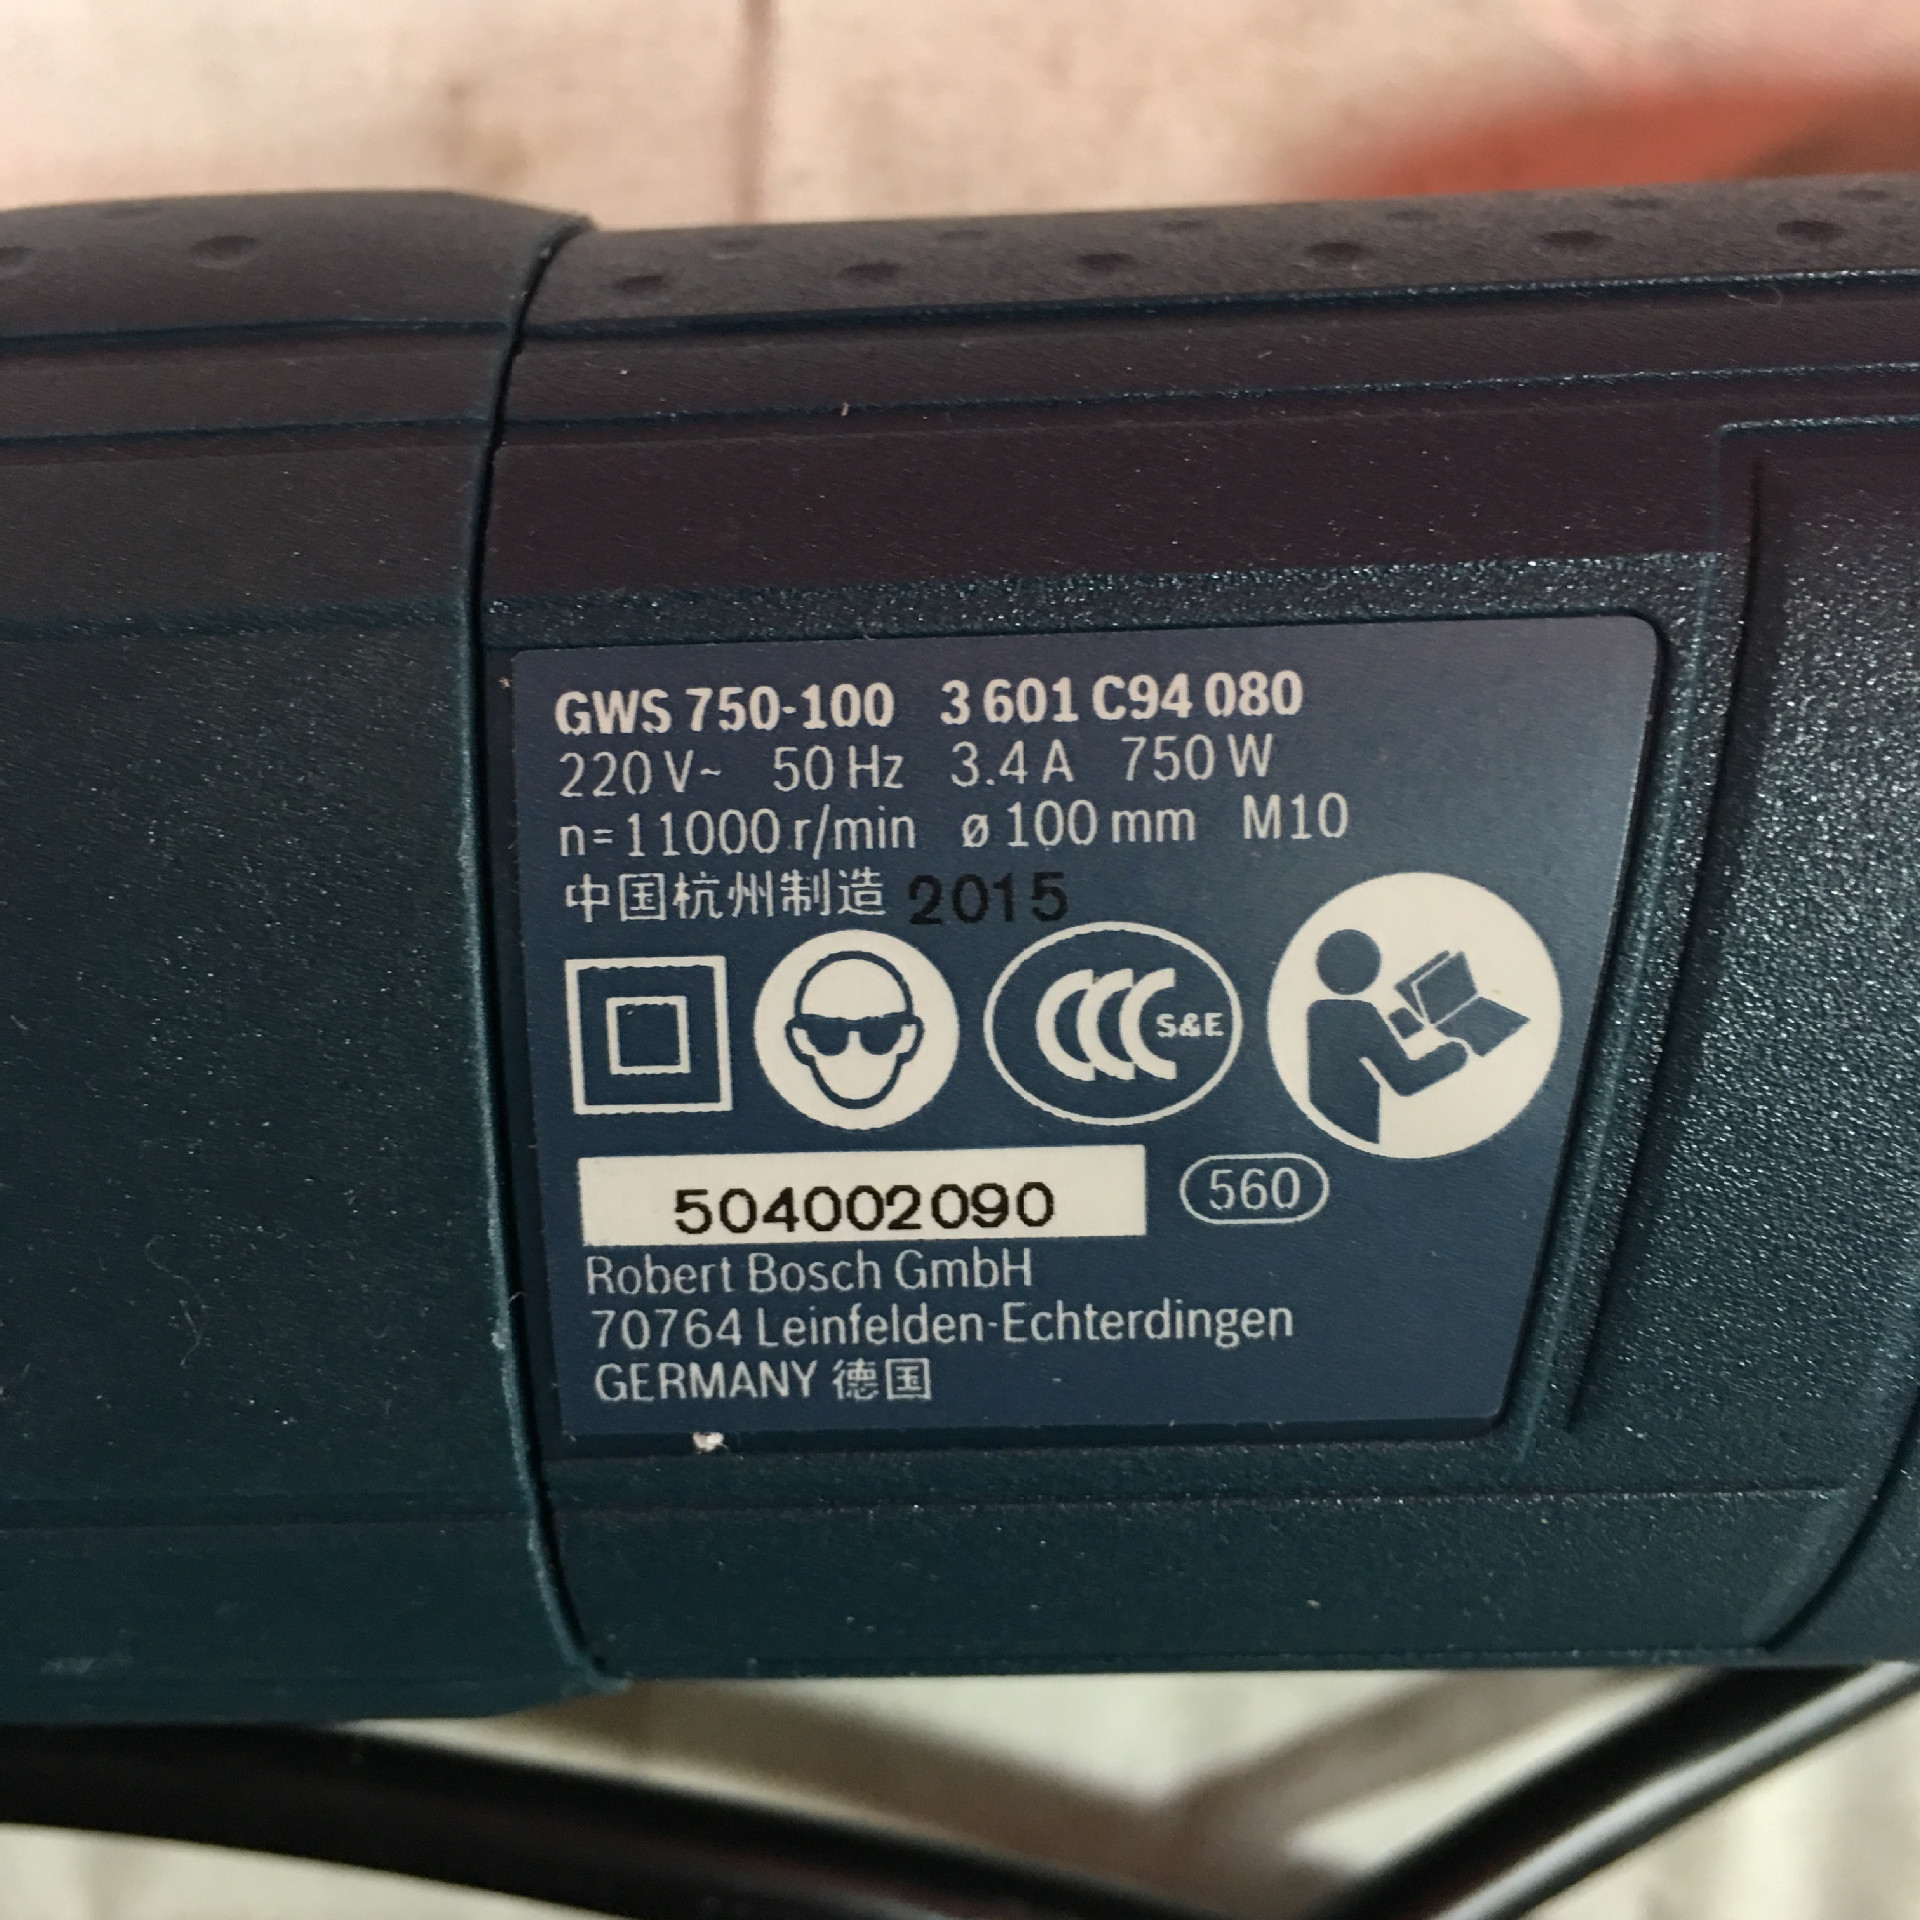 GWS 750-100 3 601 C94 080
220 V~ 50 Hz 3.4 A 750 W
n=11000 r/min ø 100 mm M10
中国杭州制造 2015
CCC S&E
504002090 560
Robert Bosch GmbH
70764 Leinfelden-Echterdingen
GERMANY 德国